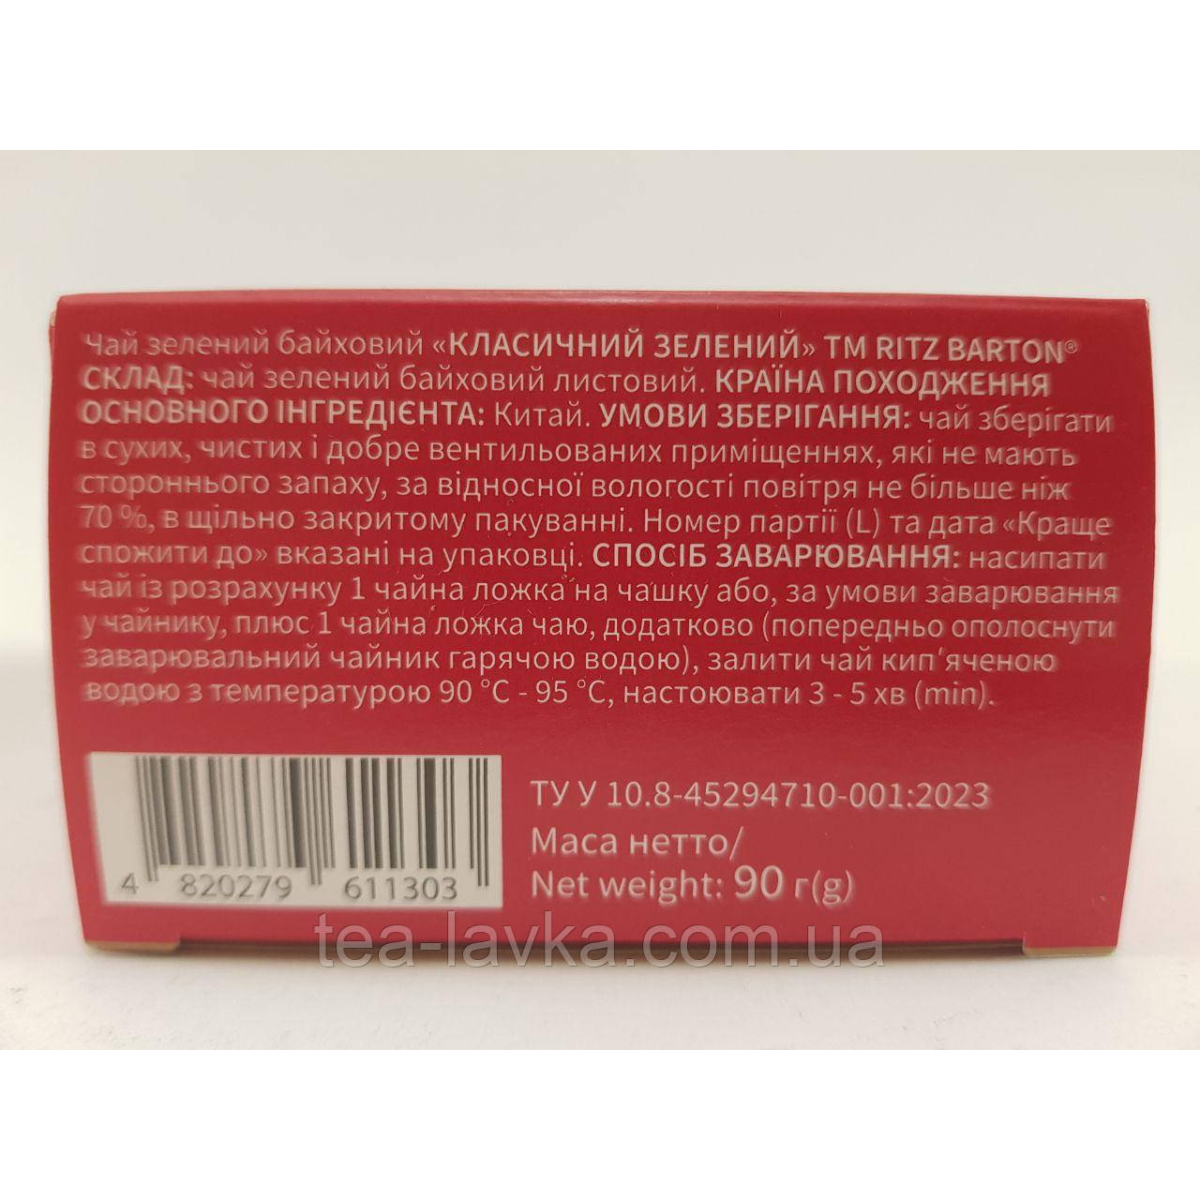 Чай зелений байховий «КЛАСИЧНИЙ ЗЕЛЕНИЙ» ТМ RITZ BARTON®
СКЛАД: чай зелений байховий листовий. КРАЇНА ПОХОДЖЕННЯ
ОСНОВНОГО ІНГРЕДІЄНТА: Китай. УМОВИ ЗБЕРІГАННЯ: чай зберігати
в сухих, чистих і добре вентильованих приміщеннях, які не мають
стороннього запаху, за відносної вологості повітря не більше ніж
70 %, в щільно закритому пакуванні. Номер партії (L) та дата «Краще
спожити до» вказані на упаковці. СПОСІБ ЗАВАРЮВАННЯ: насипати
чай із розрахунку 1 чайна ложка на чашку або, за умови заварювання
у чайнику, плюс 1 чайна ложка чаю, додатково (попередньо ополоснути
заварювальний чайник гарячою водою), залити чай кип'яченою
водою з температурою 90 °С - 95 °С, настоювати 3 - 5 хв (min).
ТУ У 10.8-45294710-001:2023
Маса нетто/
Net weight: 90 г(g)
4 820279 611303
tea-lavka.com.ua